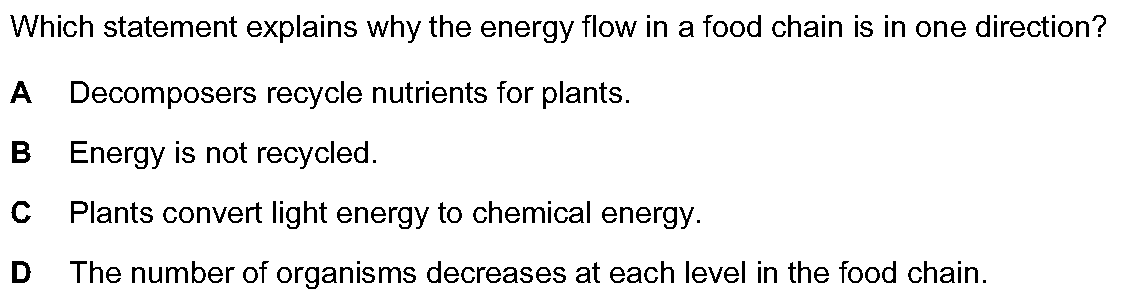 Which statement explains why the energy flow in a food chain is in one direction?
A Decomposers recycle nutrients for plants.
B Energy is not recycled.
C Plants convert light energy to chemical energy.
D The number of organisms decreases at each level in the food chain.